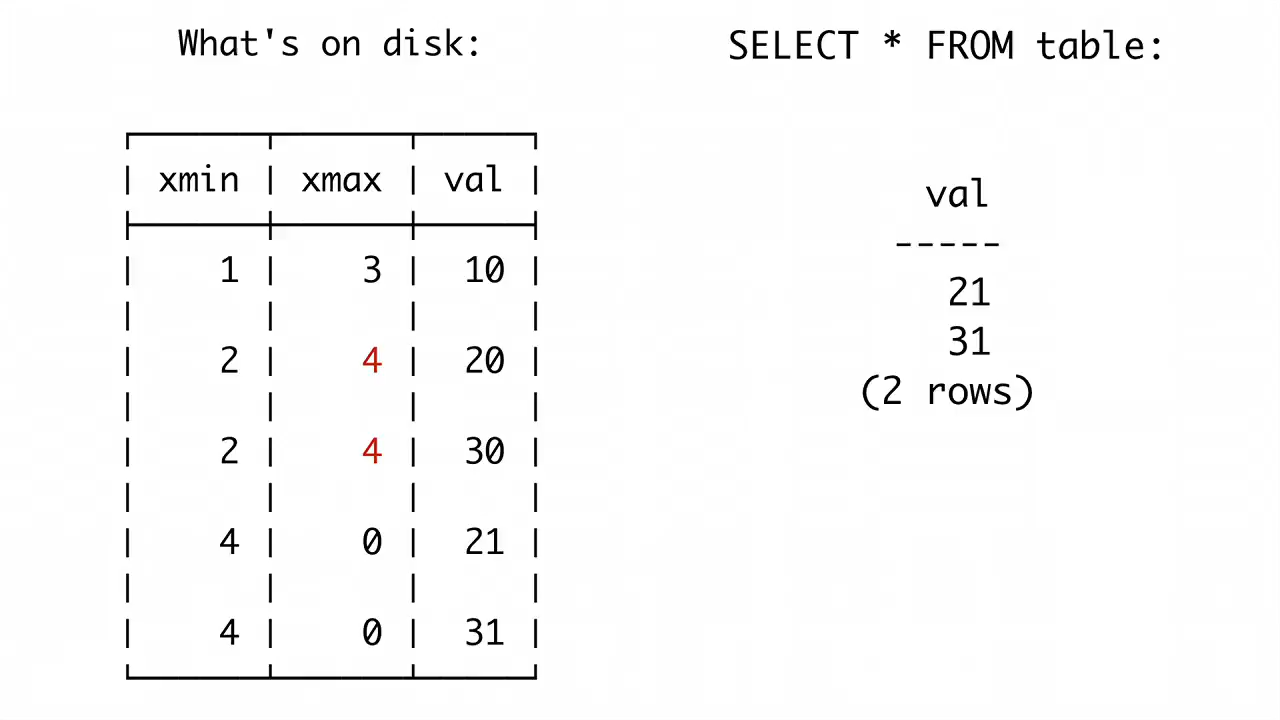 What's on disk:
xmin | xmax | val
1 | 3 | 10
2 | 4 | 20
2 | 4 | 30
4 | 0 | 21
4 | 0 | 31
SELECT * FROM table:
val
-----
21
31
(2 rows)